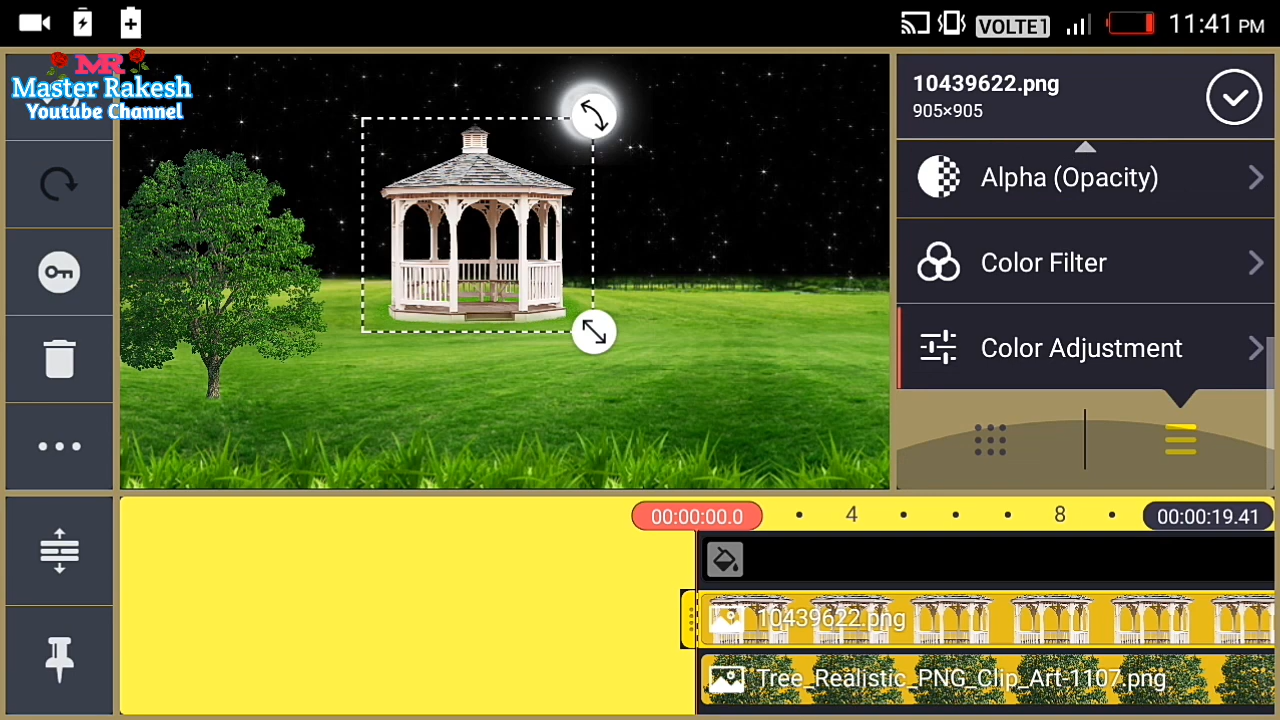 VOLTE1 11:41 PM
MR
Master Rakesh
Youtube Channel
10439622.png
905×905
Alpha (Opacity)
Color Filter
Color Adjustment
00:00:00.0 4 8 00:00:19.41
10439622.png
Tree_Realistic_PNG_Clip_Art-1107.png